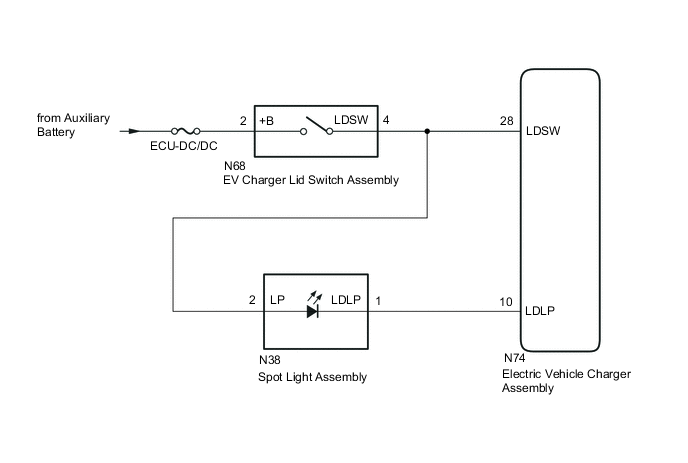 from Auxiliary
Battery
ECU-DC/DC
2
+B
LDSW
4
N68
EV Charger Lid Switch Assembly
28
LDSW
2
LP
LDLP
1
N38
Spot Light Assembly
10
LDLP
N74
Electric Vehicle Charger
Assembly